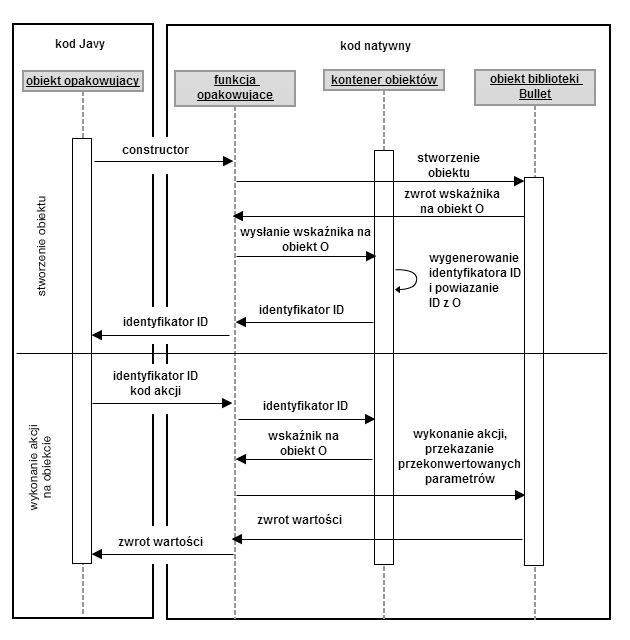 kod Javy
kod natywny
obiekt opakowujacy
funkcja
opakowujace
kontener obiektów
obiekt biblioteki
Bullet
stworzenie obiektu
constructor
stworzenie
obiektu
zwrot wskaźnika
na obiekt O
wysłanie wskaźnika na
obiekt O
wygenerowanie
identyfikatora ID
i powiazanie
ID z O
identyfikator ID
identyfikator ID
wykonanie akcji
na obiekcie
identyfikator ID
kod akcji
identyfikator ID
wskaźnik na
obiekt O
wykonanie akcji,
przekazanie
przekonwertowanych
parametrów
zwrot wartości
zwrot wartości